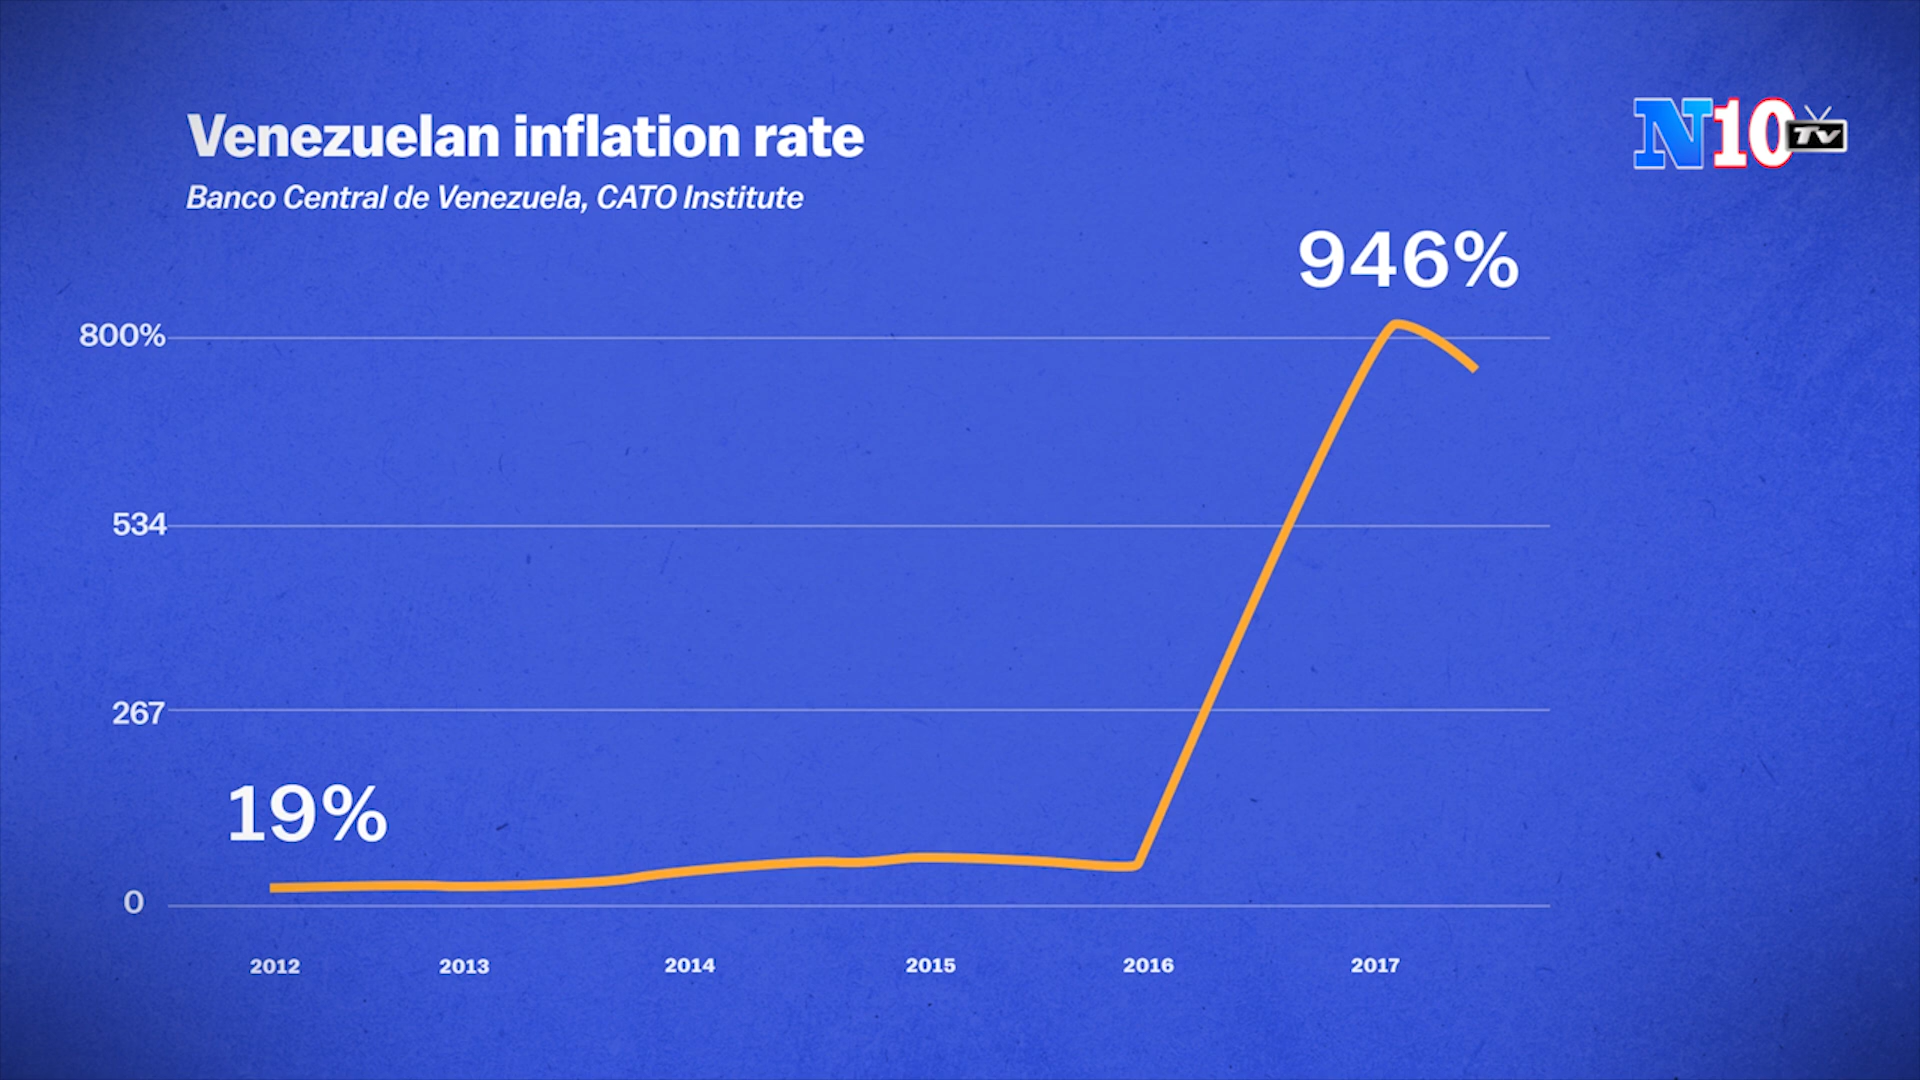 Venezuelan inflation rate
Banco Central de Venezuela, CATO Institute
N10 TV
946%
800%
534
267
19%
0
2012 2013 2014 2015 2016 2017